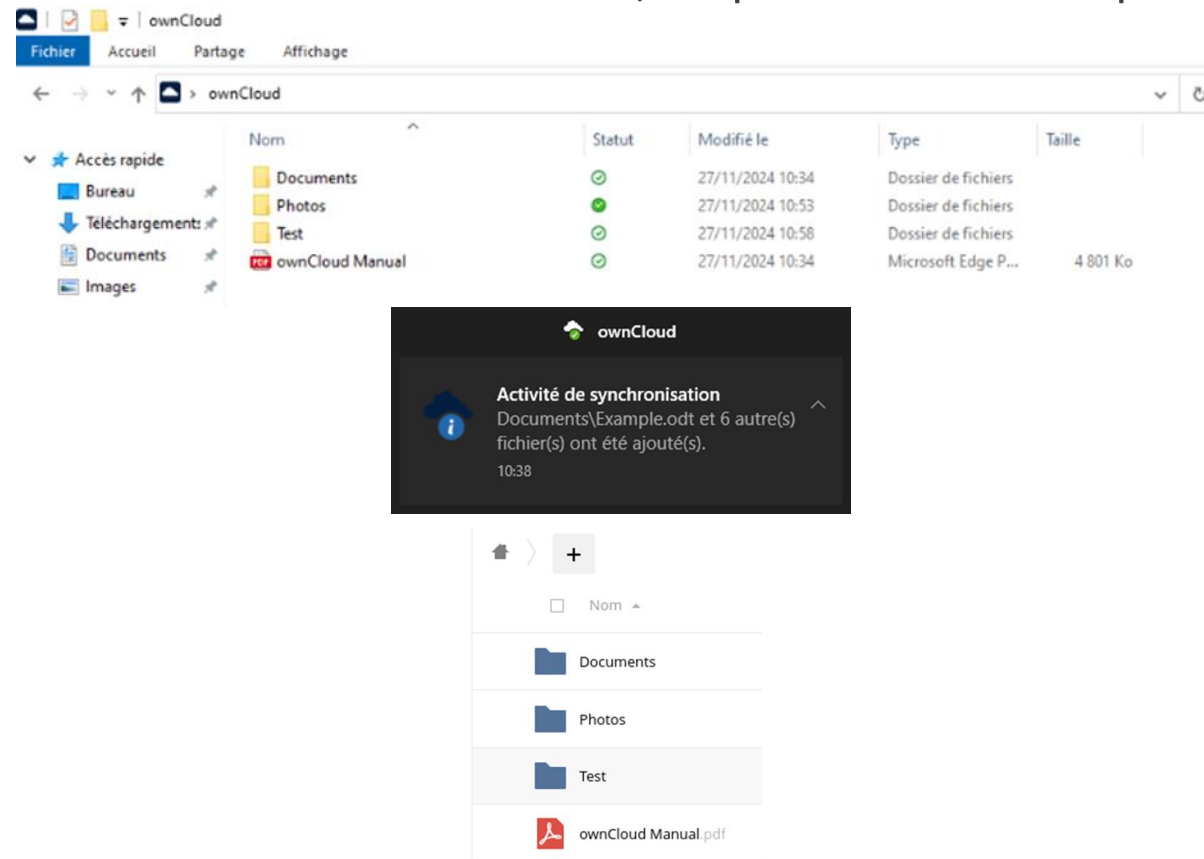 ownCloud
Fichier Accueil Partage Affichage
ownCloud
Nom Statut Modifié le Type Taille
Accès rapide
Bureau
Téléchargement
Documents
Images
Documents 27/11/2024 10:34 Dossier de fichiers
Photos 27/11/2024 10:53 Dossier de fichiers
Test 27/11/2024 10:58 Dossier de fichiers
PDF ownCloud Manual 27/11/2024 10:34 Microsoft Edge P... 4 801 Ko
ownCloud
Activité de synchronisation
Documents\Example.odt et 6 autre(s)
fichier(s) ont été ajouté(s).
10:38
+
Nom
Documents
Photos
Test
ownCloud Manual.pdf